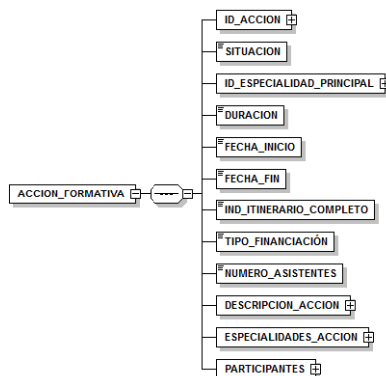 ID_ACCION
SITUACION
ID_ESPECIALIDAD_PRINCIPAL
DURACION
FECHA_INICIO
FECHA_FIN
ACCION_FORMATIVA
IND_ITINERARIO_COMPLETO
TIPO_FINANCIACIÓN
NUMERO_ASISTENTES
DESCRIPCION_ACCION
ESPECIALIDADES_ACCION
PARTICIPANTES